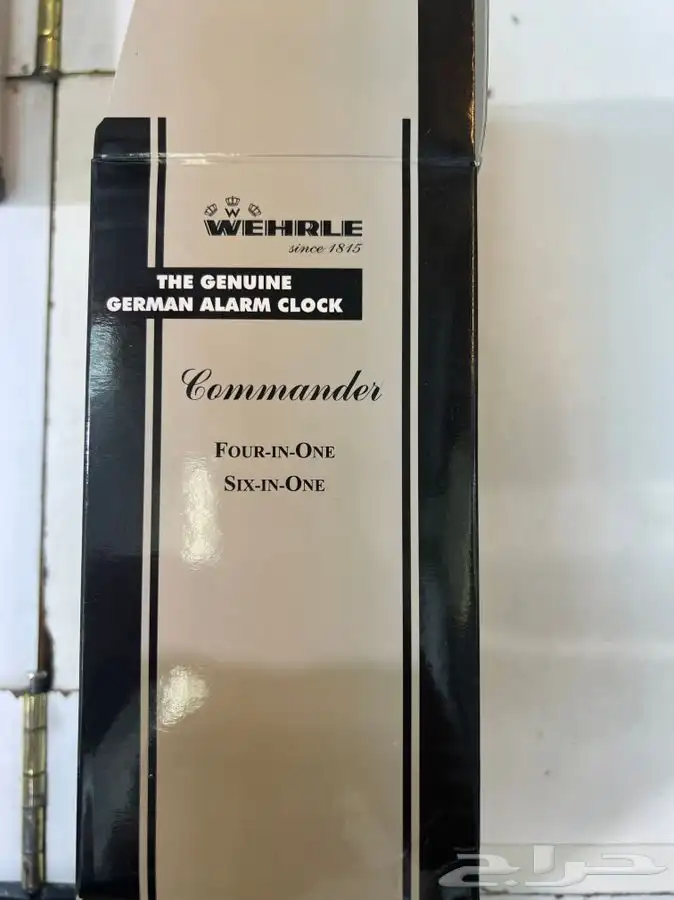 W
WEHRLE
since 1815
THE GENUINE
GERMAN ALARM CLOCK
Commander
FOUR-IN-ONE
SIX-IN-ONE
حراج